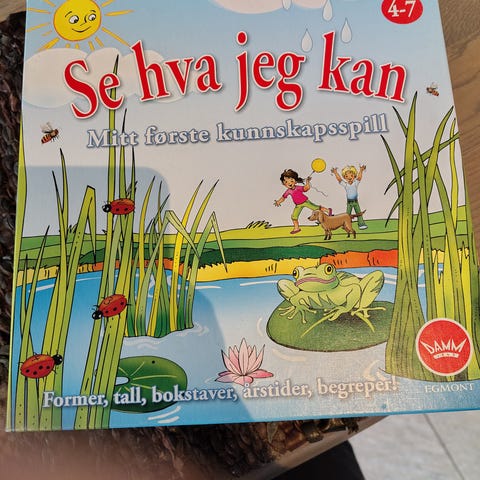 4-7
Se hva jeg kan
Mitt første kunnskapsspill
DAMM
EGMONT
Former, tall, bokstaver, årstider, begreper!